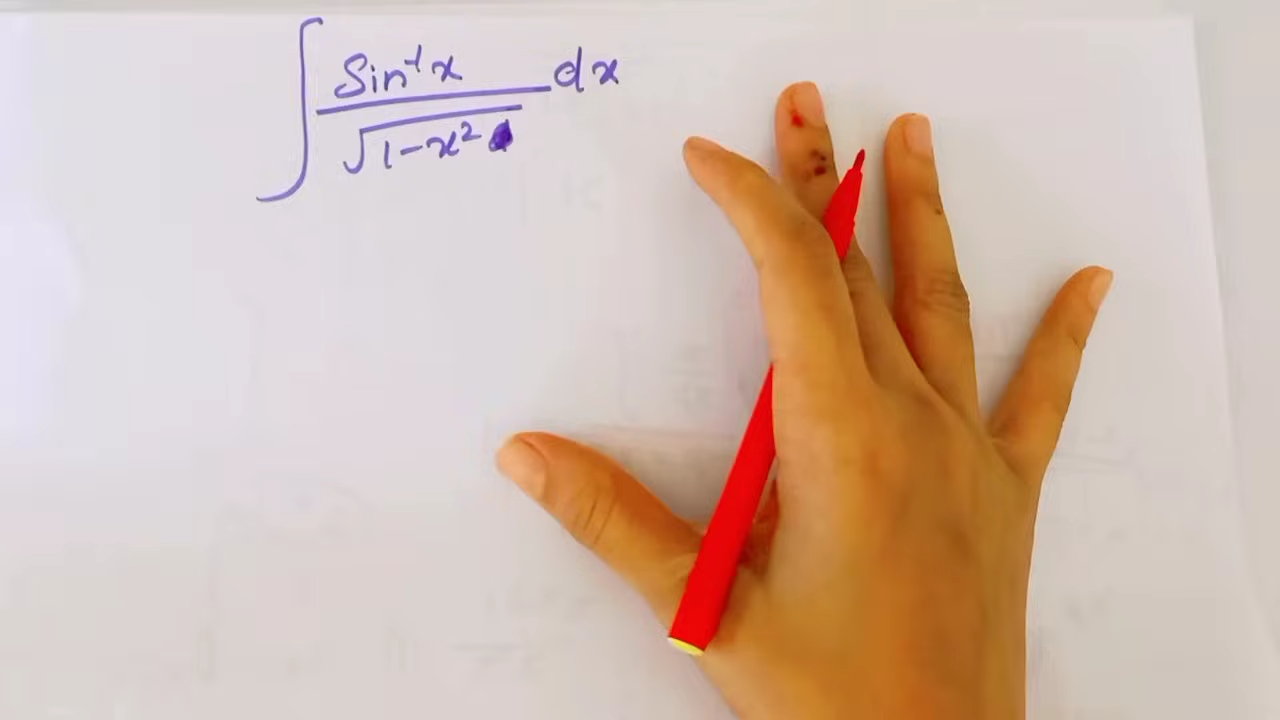 ∫ Sin⁻¹x / √1-x² dx